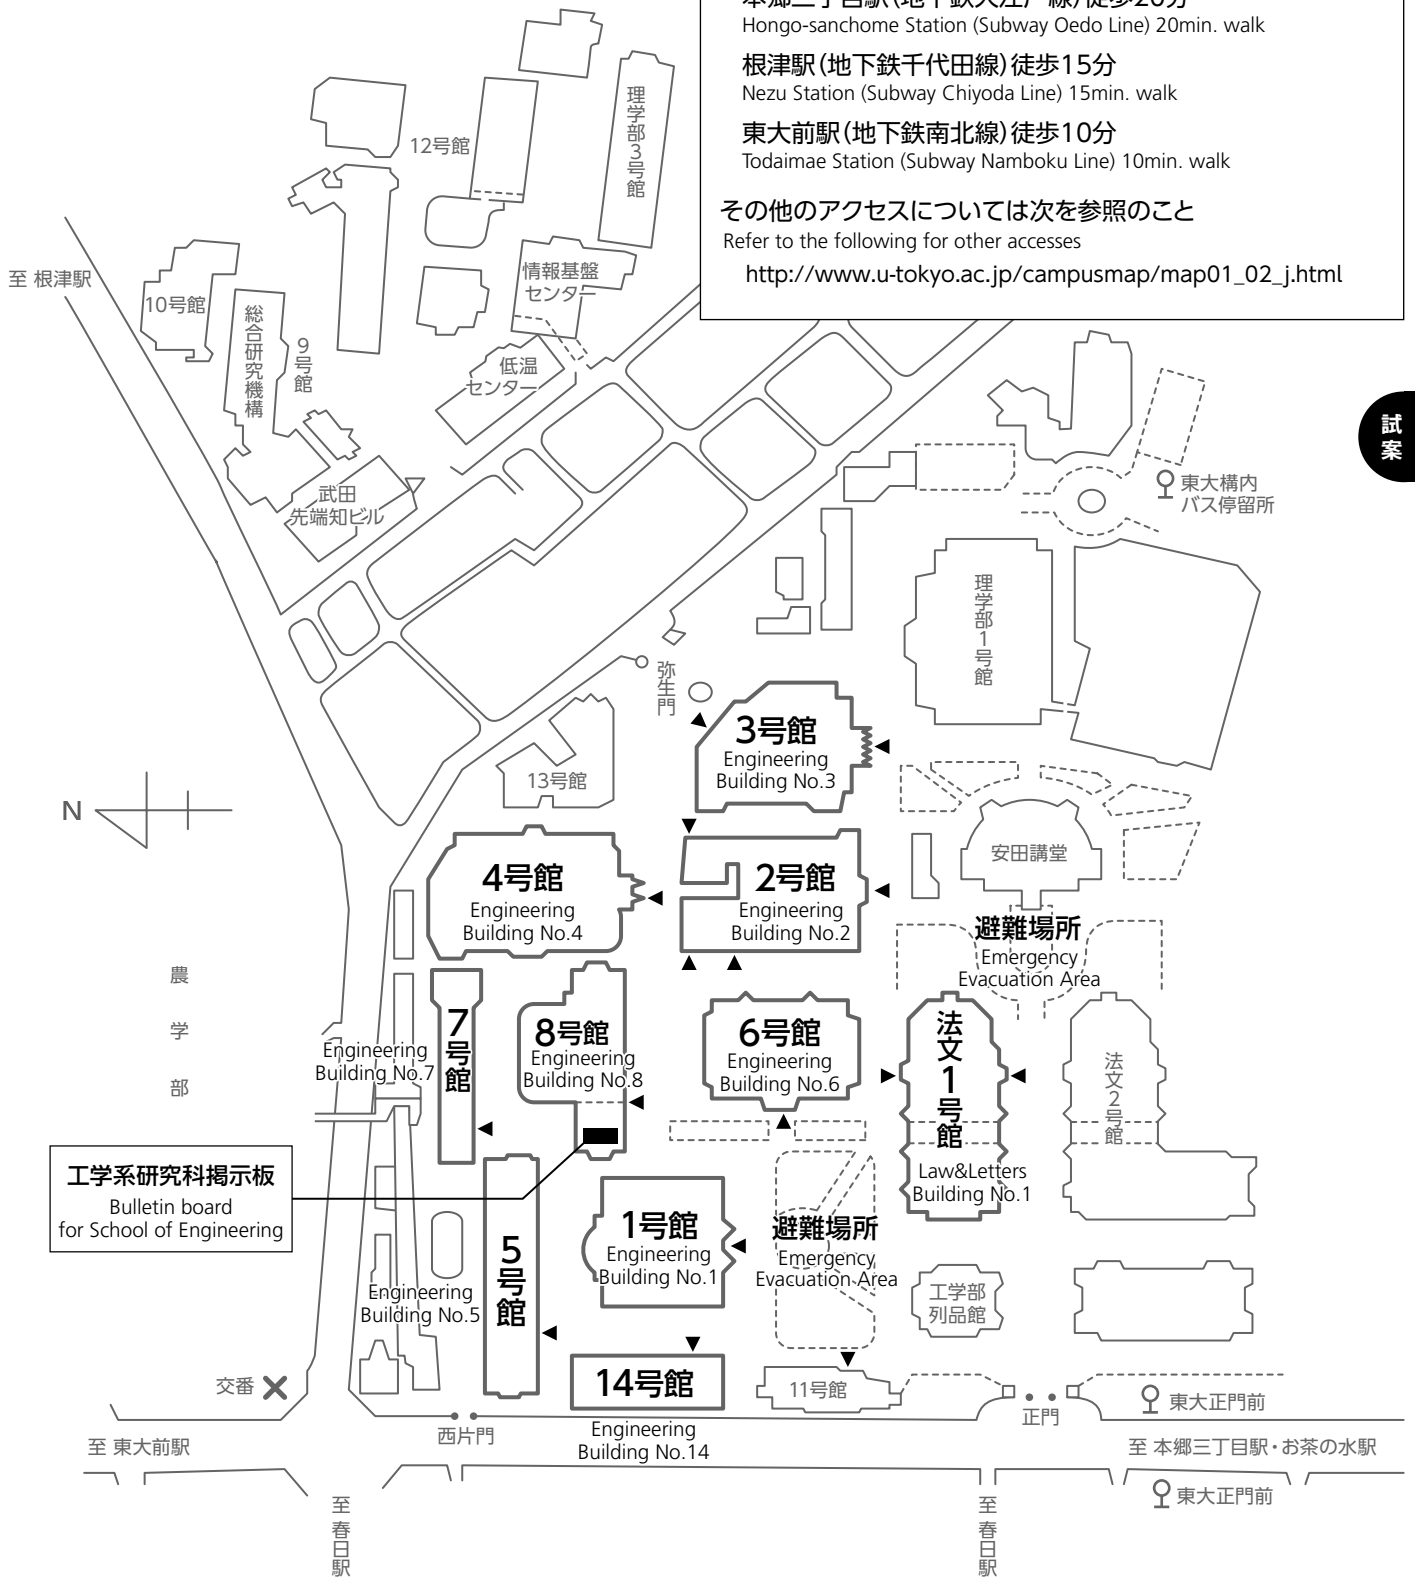 Hongo-sanchome Station (Subway Oedo Line) 20min. walk
根津駅(地下鉄千代田線)徒歩15分
Nezu Station (Subway Chiyoda Line) 15min. walk
東大前駅(地下鉄南北線)徒歩10分
Todaimae Station (Subway Namboku Line) 10min. walk
その他のアクセスについては次を参照のこと
Refer to the following for other accesses
http://www.u-tokyo.ac.jp/campusmap/map01_02_j.html
理学部3号館
12号館
至 根津駅
情報基盤
センター
10号館
総合研究機構
9号館
低温
センター
試案
武田
先端知ビル
東大構内
バス停留所
理学部1号館
弥生門
3号館
Engineering
Building No.3
13号館
N
安田講堂
4号館
Engineering
Building No.4
2号館
Engineering
Building No.2
避難場所
Emergency
Evacuation Area
農学部
7号館
Engineering
Building No.7
8号館
Engineering
Building No.8
6号館
Engineering
Building No.6
法文1号館
Law&Letters
Building No.1
法文2号館
工学系研究科掲示板
Bulletin board
for School of Engineering
5号館
Engineering
Building No.5
1号館
Engineering
Building No.1
避難場所
Emergency
Evacuation Area
工学部
列品館
交番
14号館
Engineering
Building No.14
11号館
西片門
正門
東大正門前
至 東大前駅
至 本郷三丁目駅・お茶の水駅
東大正門前
至 春日駅
至 春日駅